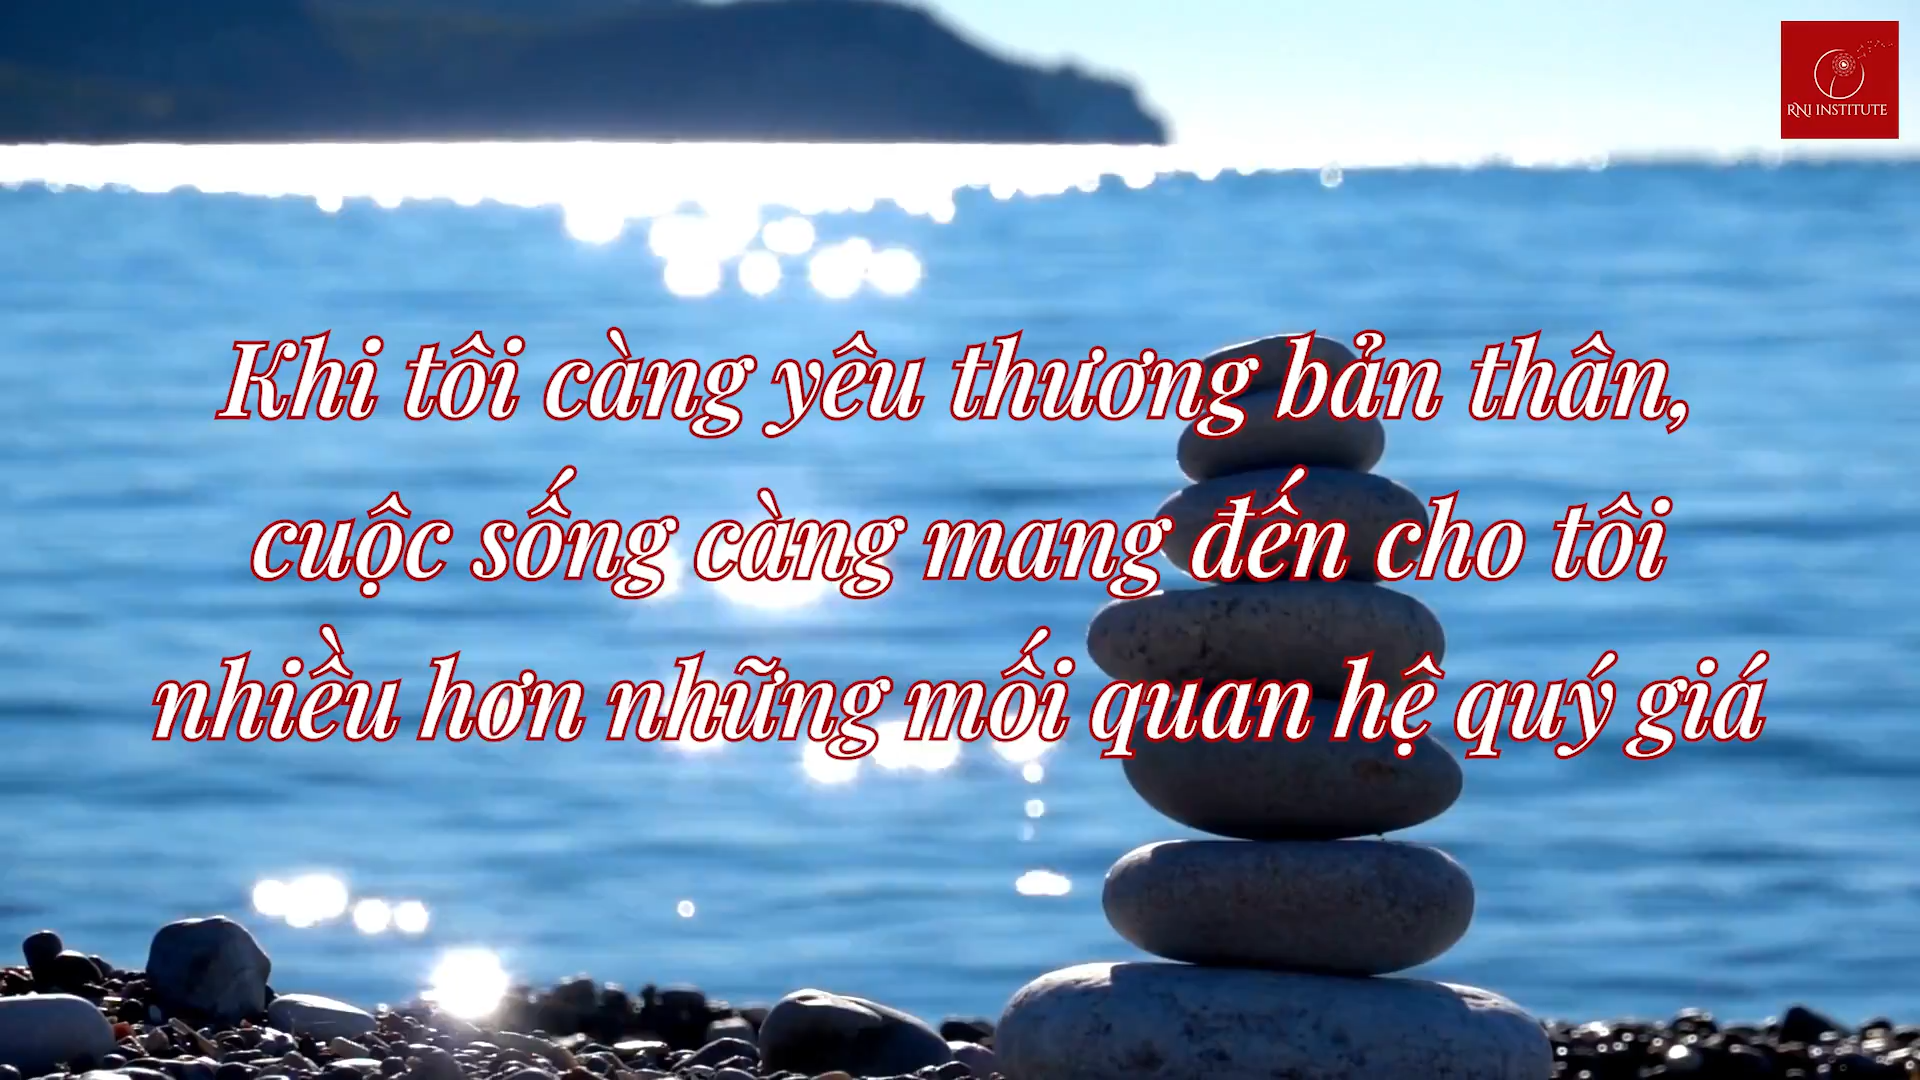 RNI INSTITUTE
Khi tôi càng yêu thương bản thân,
cuộc sống càng mang đến cho tôi
nhiều hơn những mối quan hệ quý giá